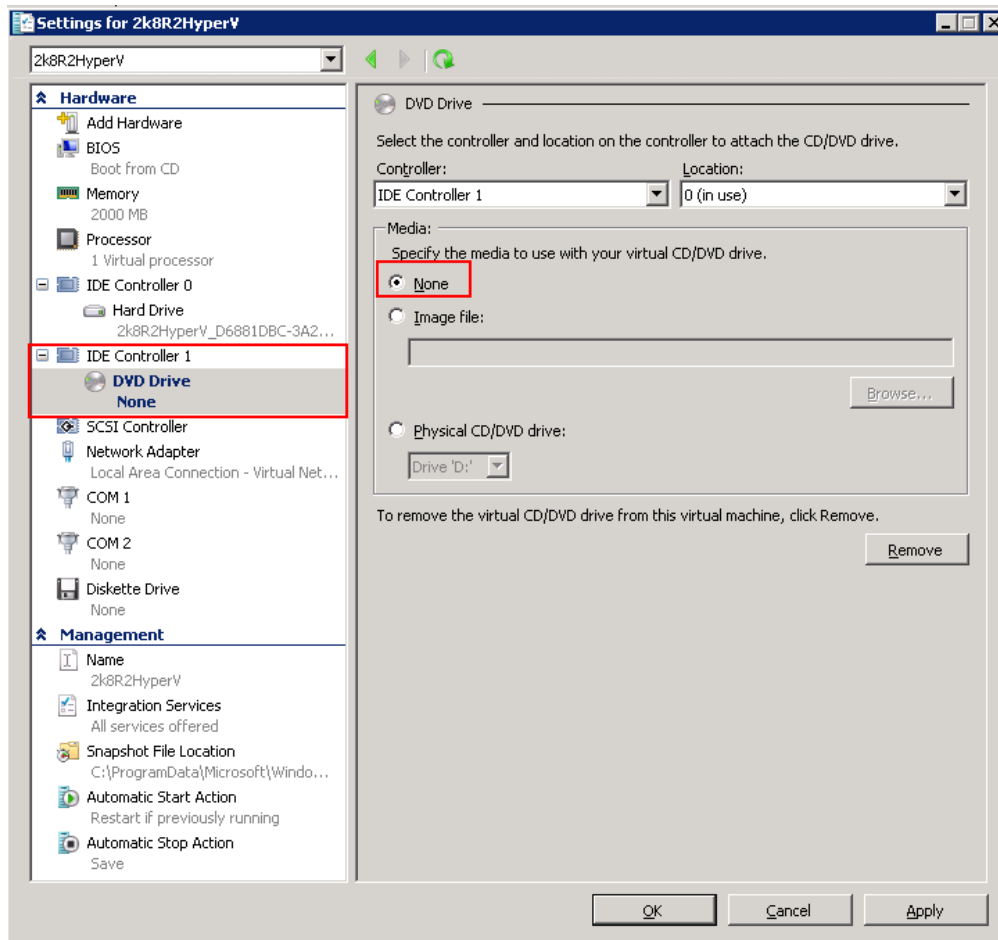 Settings for 2k8R2HyperV
2k8R2HyperV
Hardware
Add Hardware
BIOS
Boot from CD
Memory
2000 MB
Processor
1 Virtual processor
IDE Controller 0
Hard Drive
2k8R2HyperV_D6881DBC-3A2...
IDE Controller 1
DVD Drive
None
SCSI Controller
Network Adapter
Local Area Connection - Virtual Net...
COM 1
None
COM 2
None
Diskette Drive
None
Management
Name
2k8R2HyperV
Integration Services
All services offered
Snapshot File Location
C:\ProgramData\Microsoft\Windo...
Automatic Start Action
Restart if previously running
Automatic Stop Action
Save
DVD Drive
Select the controller and location on the controller to attach the CD/DVD drive.
Controller: Location:
IDE Controller 1 0 (in use)
Media:
Specify the media to use with your virtual CD/DVD drive.
None
Image file:
Browse...
Physical CD/DVD drive:
Drive 'D:'
To remove the virtual CD/DVD drive from this virtual machine, click Remove.
Remove
OK Cancel Apply